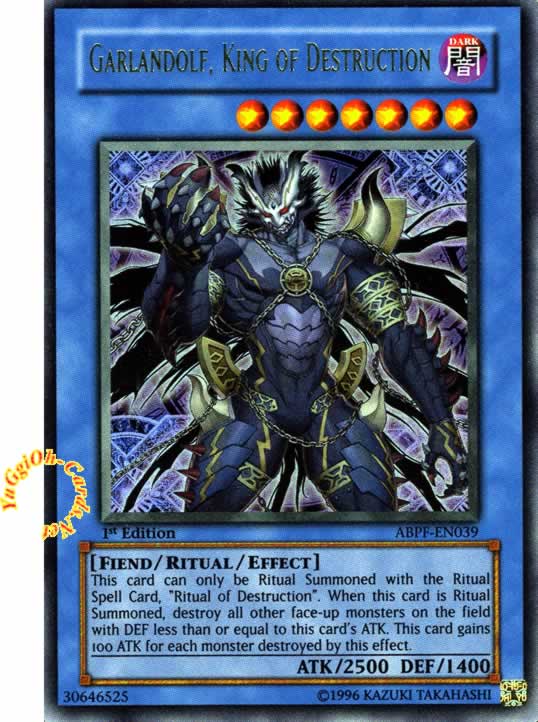 GARLANDOLF, KING OF DESTRUCTION
DARK
闇
1st Edition
ABPF-EN039
[FIEND/RITUAL/EFFECT]
This card can only be Ritual Summoned with the Ritual
Spell Card, "Ritual of Destruction". When this card is Ritual
Summoned, destroy all other face-up monsters on the field
with DEF less than or equal to this card's ATK. This card gains
100 ATK for each monster destroyed by this effect.
ATK/2500 DEF/1400
30646525
©1996 KAZUKI TAKAHASHI
YuGgiOh-Cards.Net